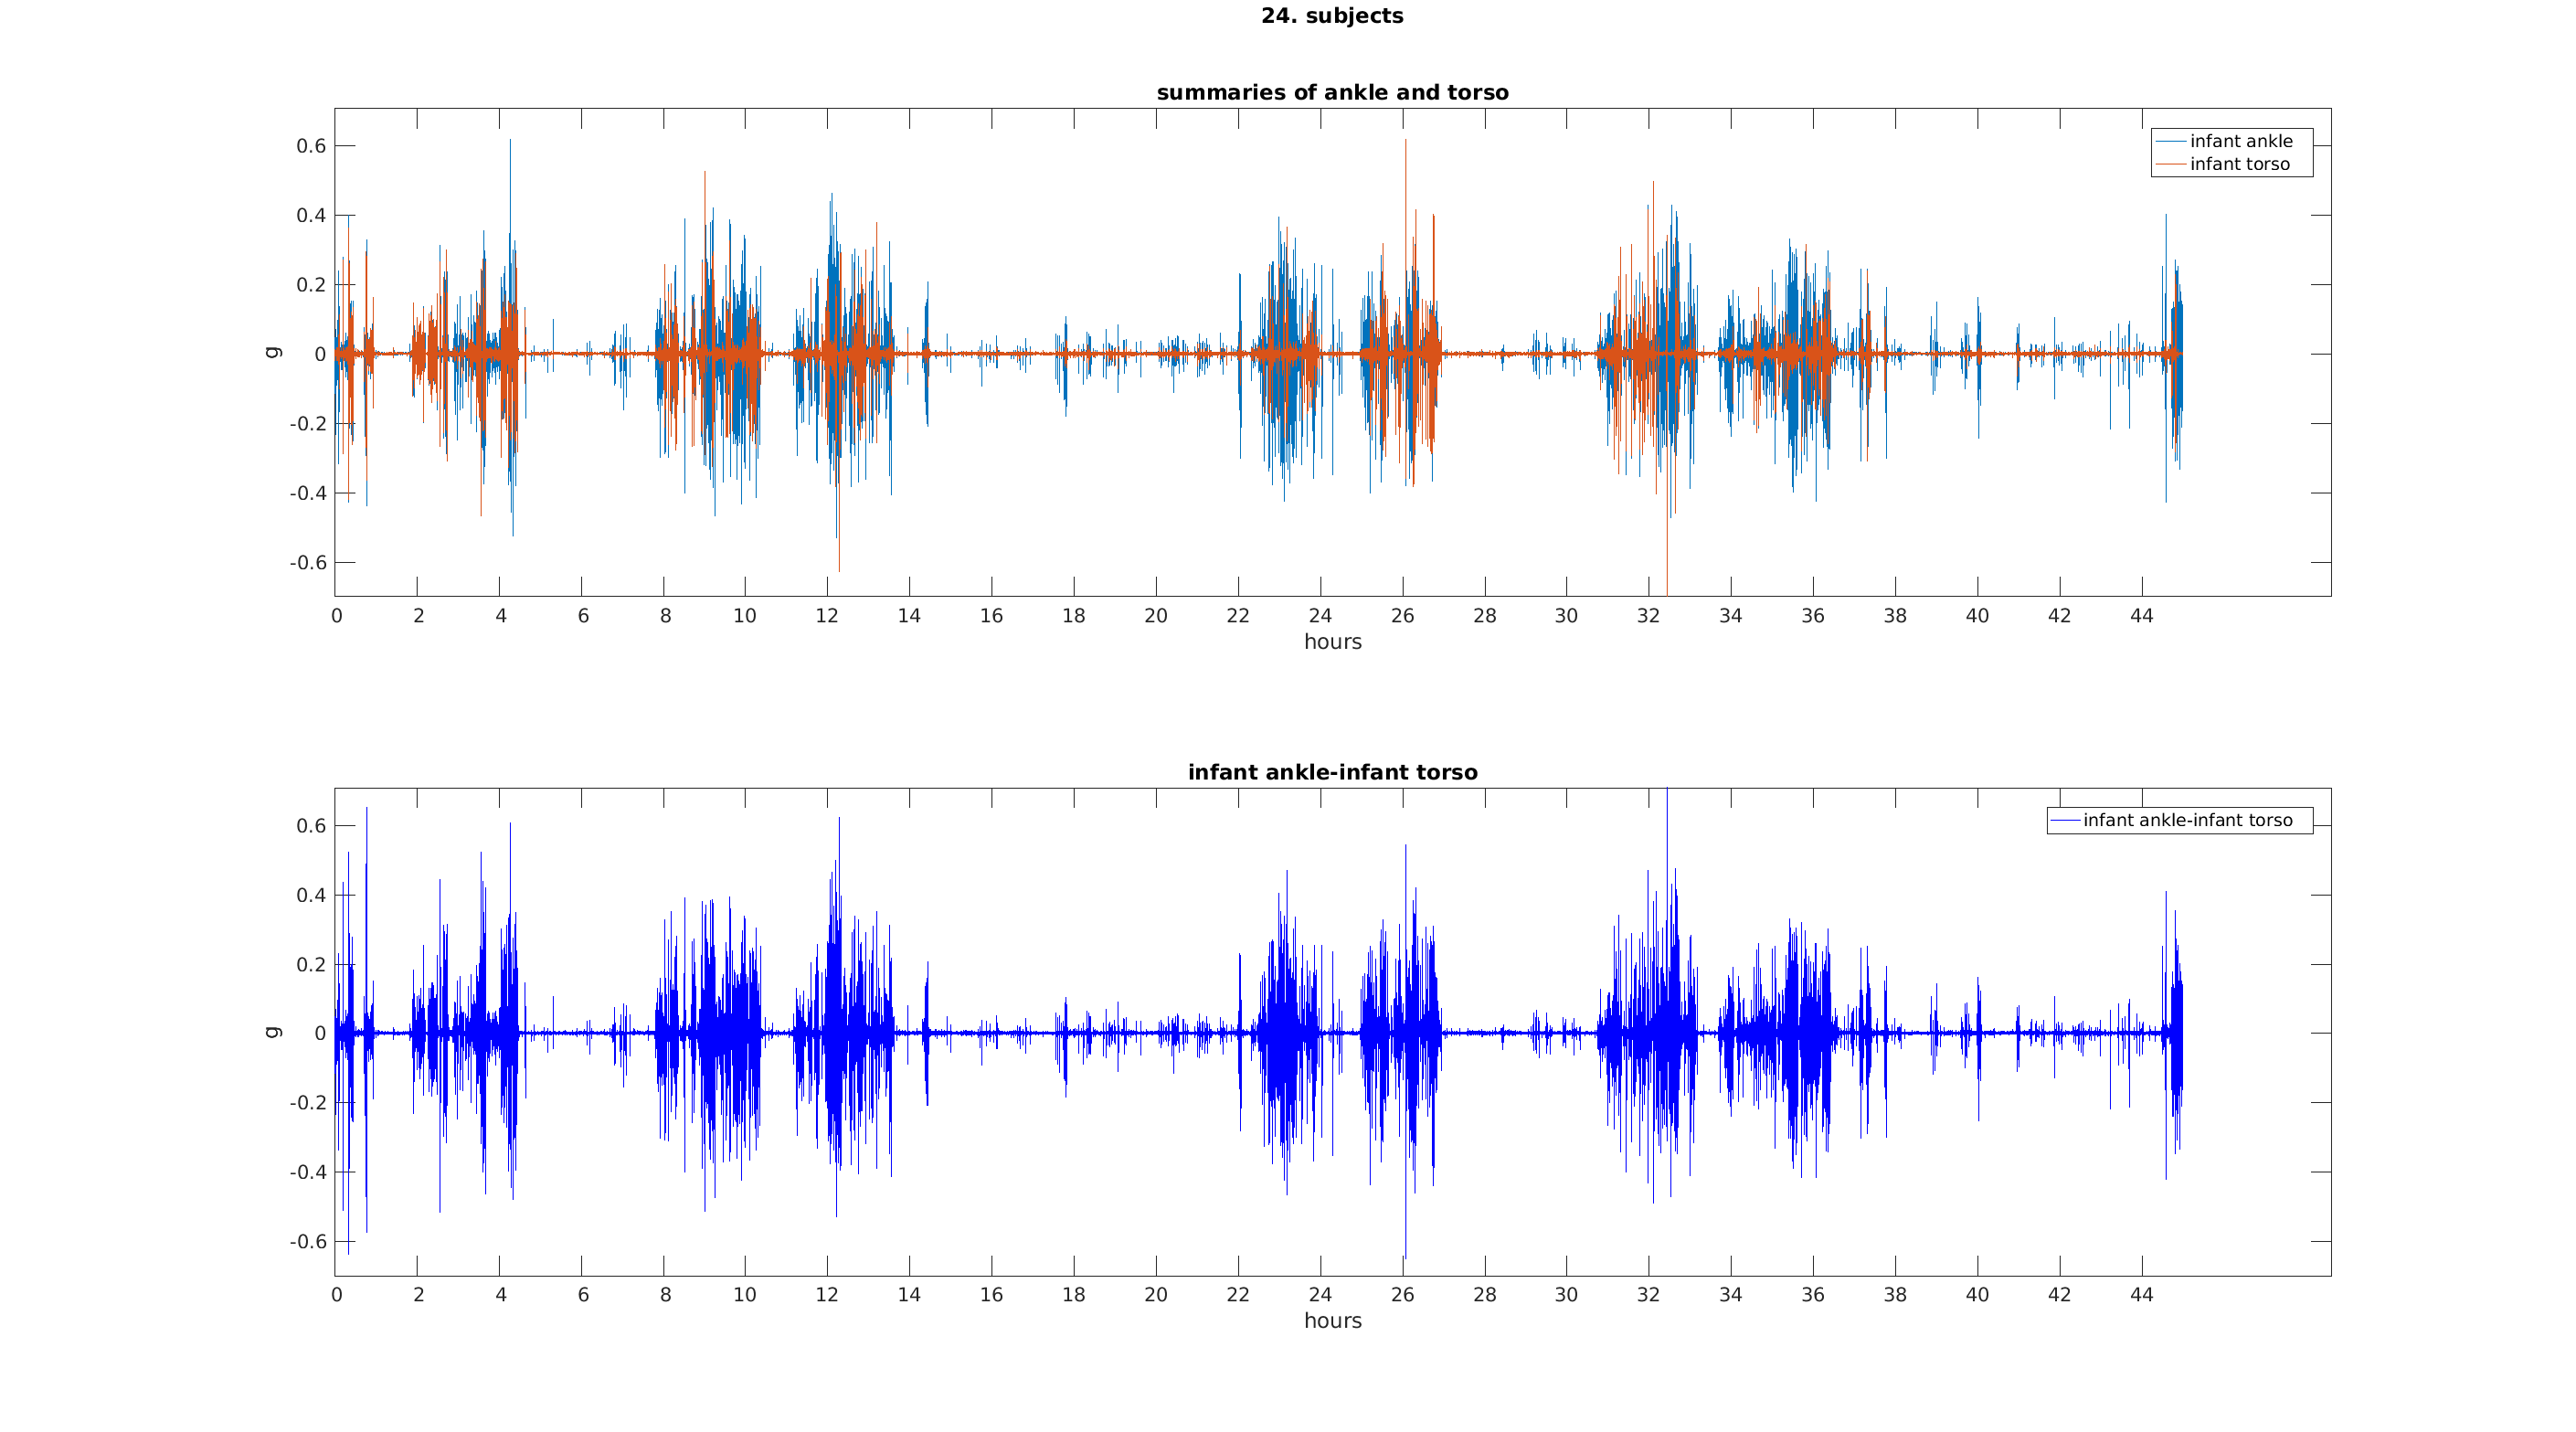 24. subjects
summaries of ankle and torso
0.6
0.4
0.2
0
-0.2
-0.4
-0.6
g
infant ankle
infant torso
0 2 4 6 8 10 12 14 16 18 20 22 24 26 28 30 32 34 36 38 40 42 44
hours
infant ankle-infant torso
0.6
0.4
0.2
0
-0.2
-0.4
-0.6
g
infant ankle-infant torso
0 2 4 6 8 10 12 14 16 18 20 22 24 26 28 30 32 34 36 38 40 42 44
hours